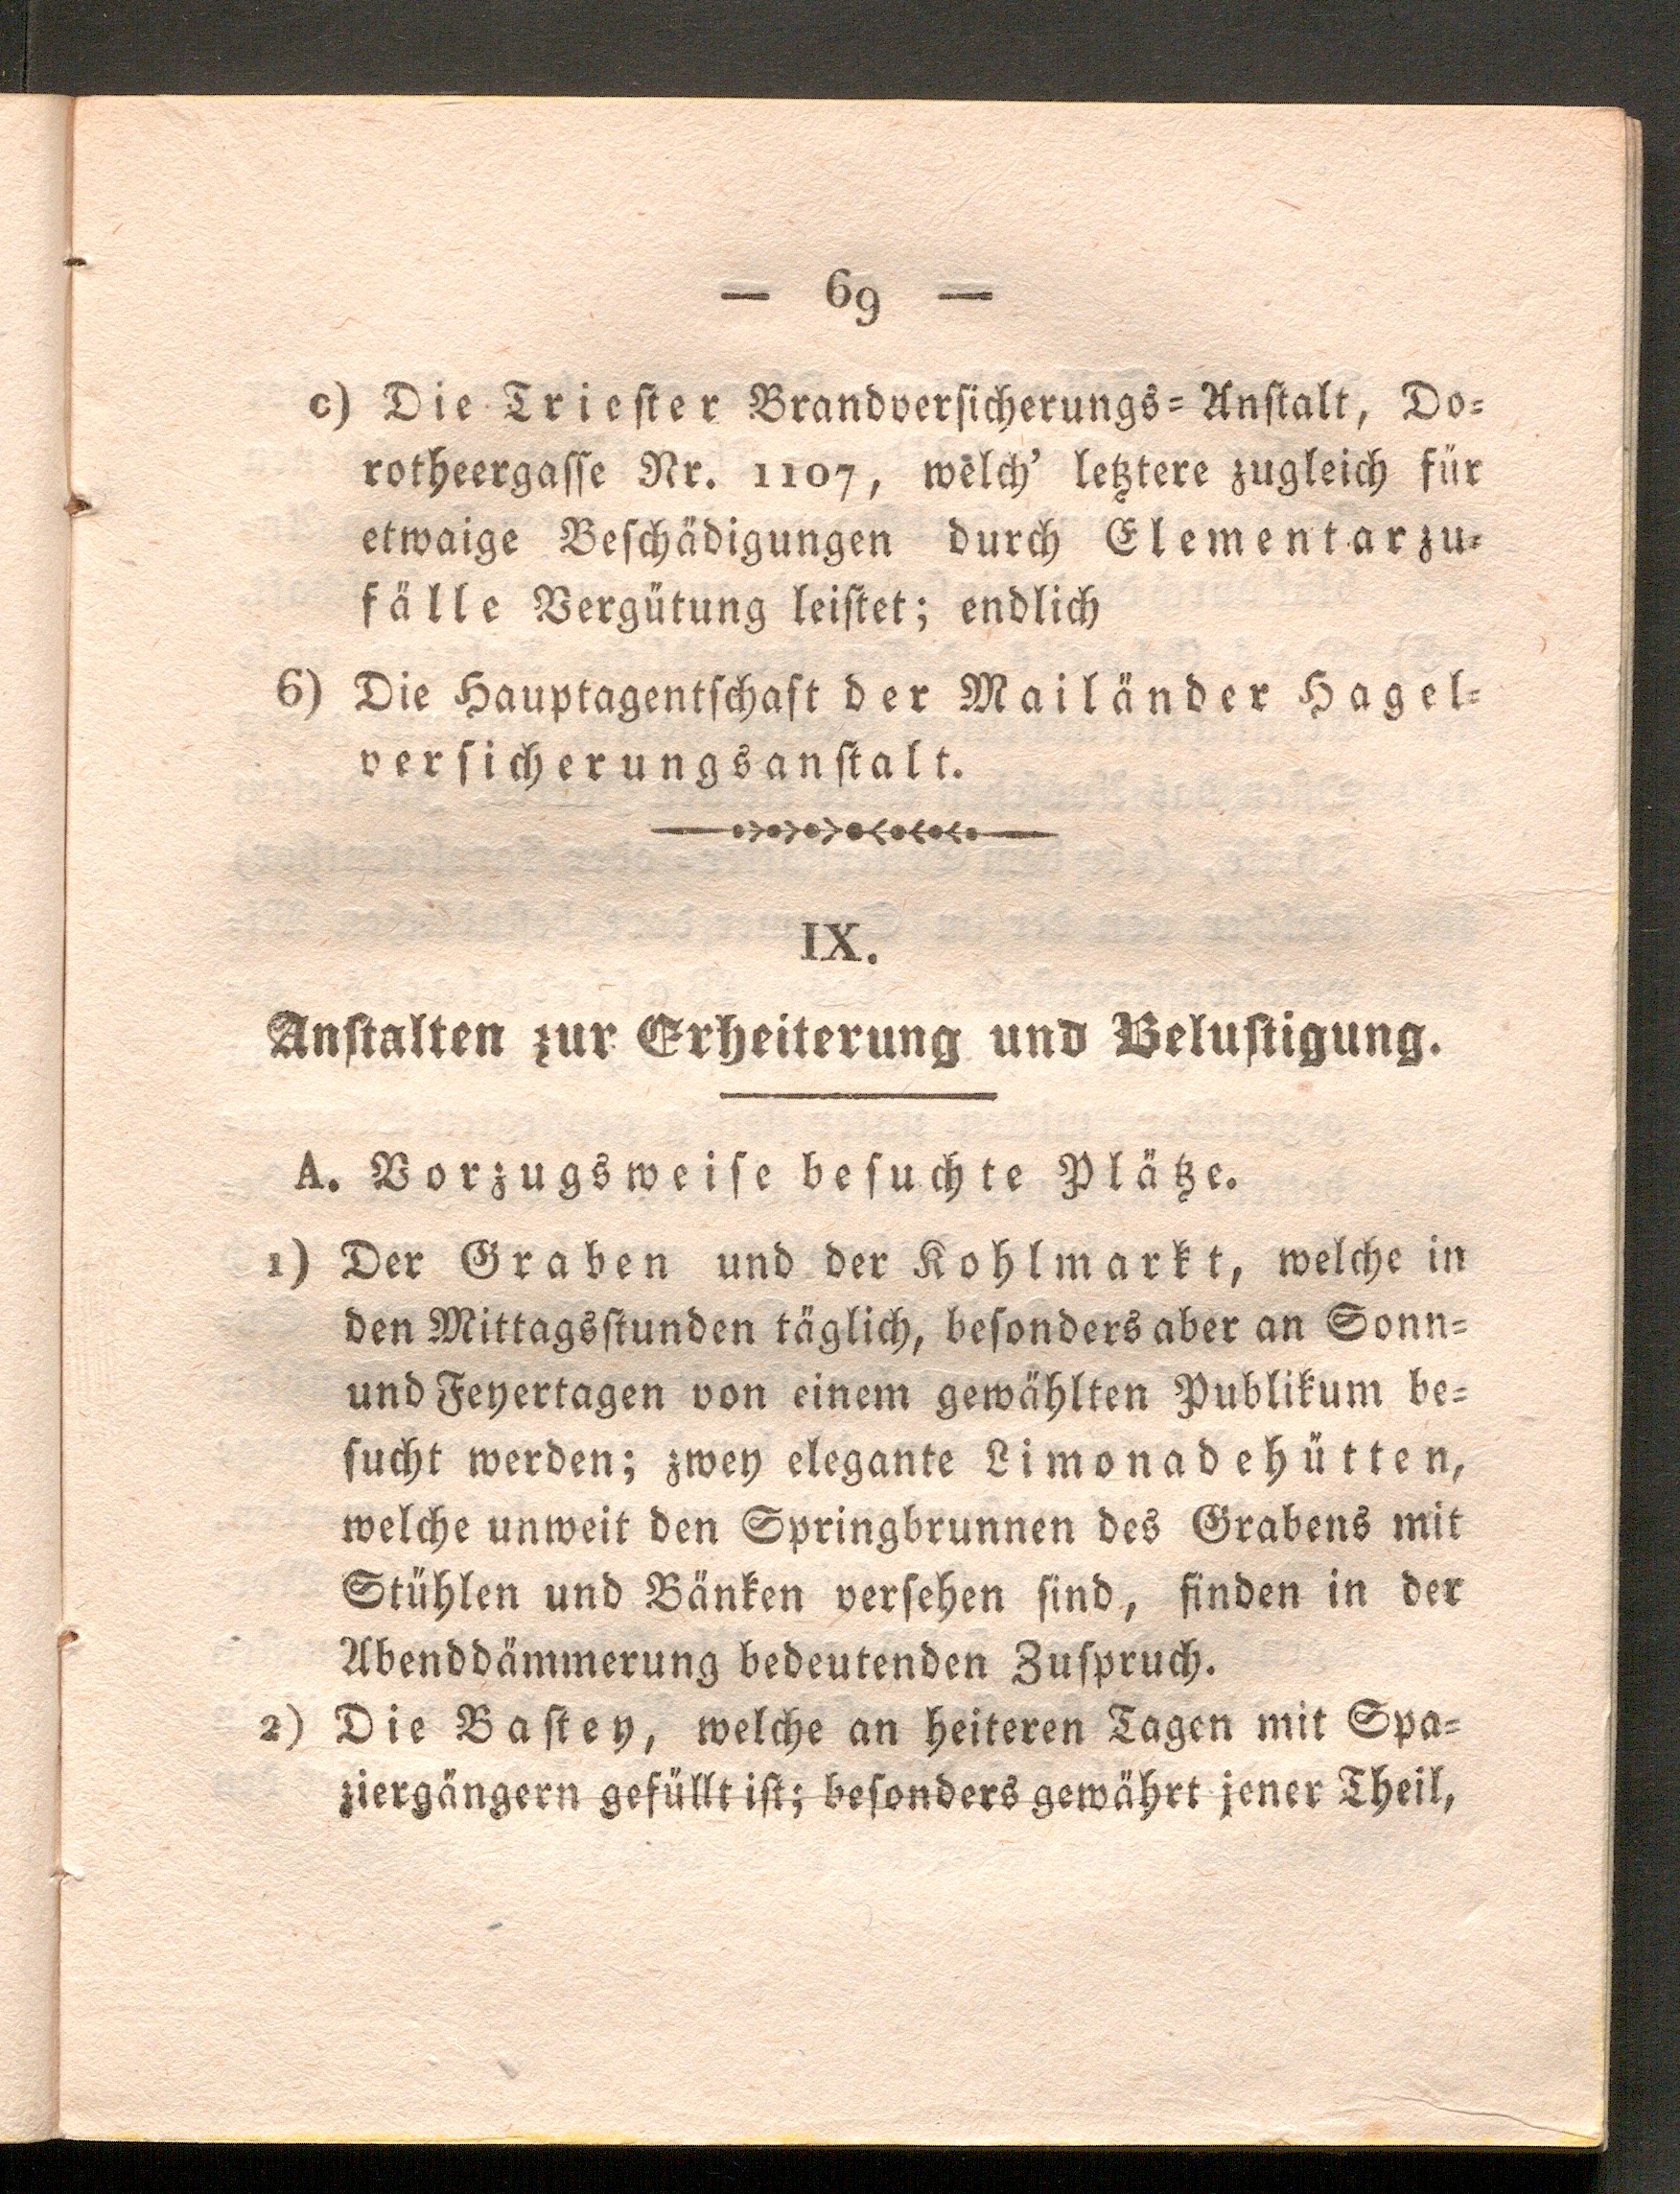 — 69 —
c) Die Triester Brandversicherungs=Anstalt, Do=
rotheergasse Nr. 1107, welch' letztere zugleich für
etwaige Beschädigungen durch Elementarzu=
fälle Vergütung leistet; endlich
6) Die Hauptagentschaft der Mailänder Hagel=
versicherungsanstalt.
IX.
Anstalten zur Erheiterung und Belustigung.
A. Vorzugsweise besuchte Plätze.
1) Der Graben und der Kohlmarkt, welche in
den Mittagsstunden täglich, besonders aber an Sonn=
und Feyertagen von einem gewählten Publikum be=
sucht werden; zwey elegante Limonadehütten,
welche unweit den Springbrunnen des Grabens mit
Stühlen und Bänken versehen sind, finden in der
Abenddämmerung bedeutenden Zuspruch.
2) Die Bastey, welche an heiteren Tagen mit Spa=
ziergängern gefüllt ist; besonders gewährt jener Theil,